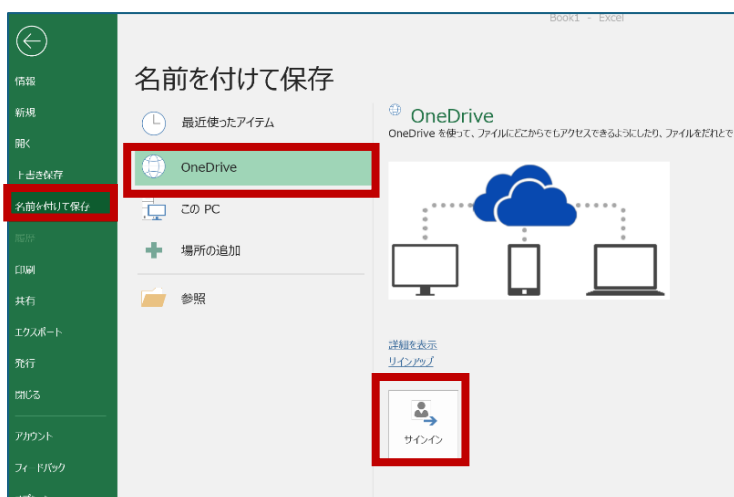 Book1 - Excel
情報
新規
開く
上書き保存
名前を付けて保存
履歴
印刷
共有
エクスポート
発行
閉じる
アカウント
フィードバック
名前を付けて保存
最近使ったアイテム
OneDrive
この PC
場所の追加
参照
OneDrive
OneDrive を使って、ファイルにどこからでもアクセスできるようにしたり、ファイルをだれとで
詳細を表示
サインアップ
サインイン